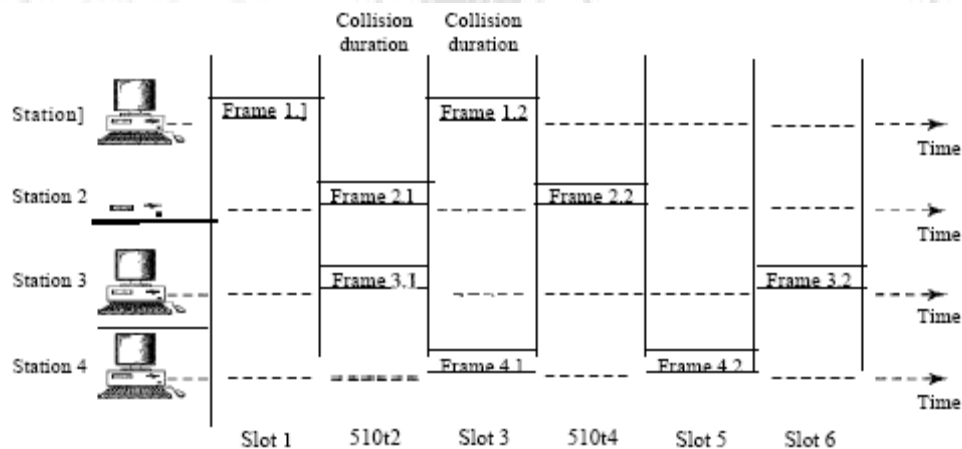 Collision
duration
Collision
duration
Station]
Frame 1.]
Frame 1.2
Time
Station 2
Frame 2.1
Frame 2.2
Time
Station 3
Frame 3.1
Frame 3.2
Time
Station 4
Frame 4.1
Frame 4.2
Time
Slot 1
510t2
Slot 3
510t4
Slot 5
Slot 6